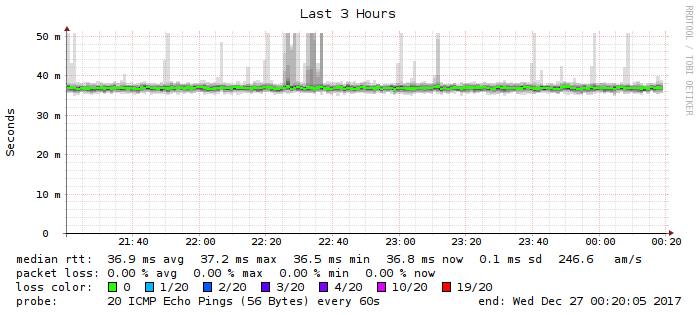 Last 3 Hours
RRDTOOL / TOBI OETIKER
Seconds
50 m
40 m
30 m
20 m
10 m
0
21:40 22:00 22:20 22:40 23:00 23:20 23:40 00:00 00:20
median rtt: 36.9 ms avg 37.2 ms max 36.5 ms min 36.8 ms now 0.1 ms sd 246.6 am/s
packet loss: 0.00 % avg 0.00 % max 0.00 % min 0.00 % now
loss color: 0 1/20 2/20 3/20 4/20 10/20 19/20
probe: 20 ICMP Echo Pings (56 Bytes) every 60s end: Wed Dec 27 00:20:05 2017